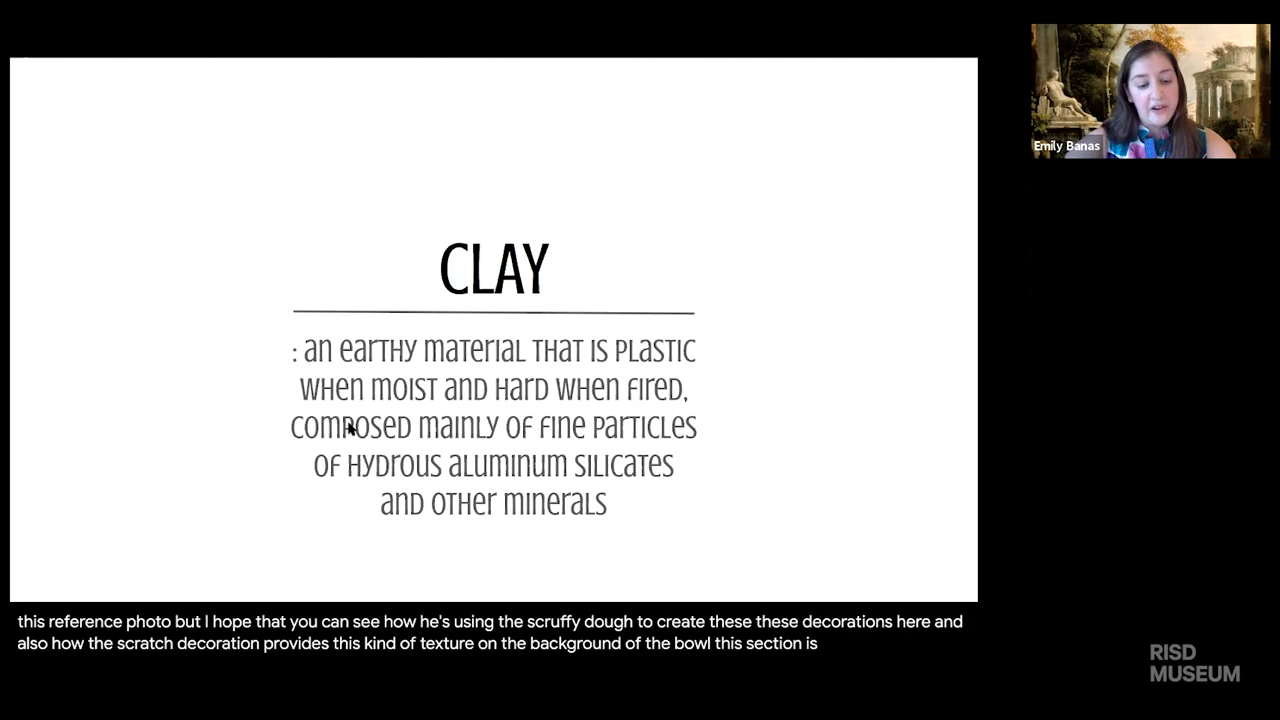 CLAY
: an earthy material that is plastic
when moist and hard when fired,
composed mainly of fine particles
of hydrous aluminum silicates
and other minerals
Emily Banas
this reference photo but I hope that you can see how he's using the scruffy dough to create these these decorations here and
also how the scratch decoration provides this kind of texture on the background of the bowl this section is
RISD
MUSEUM